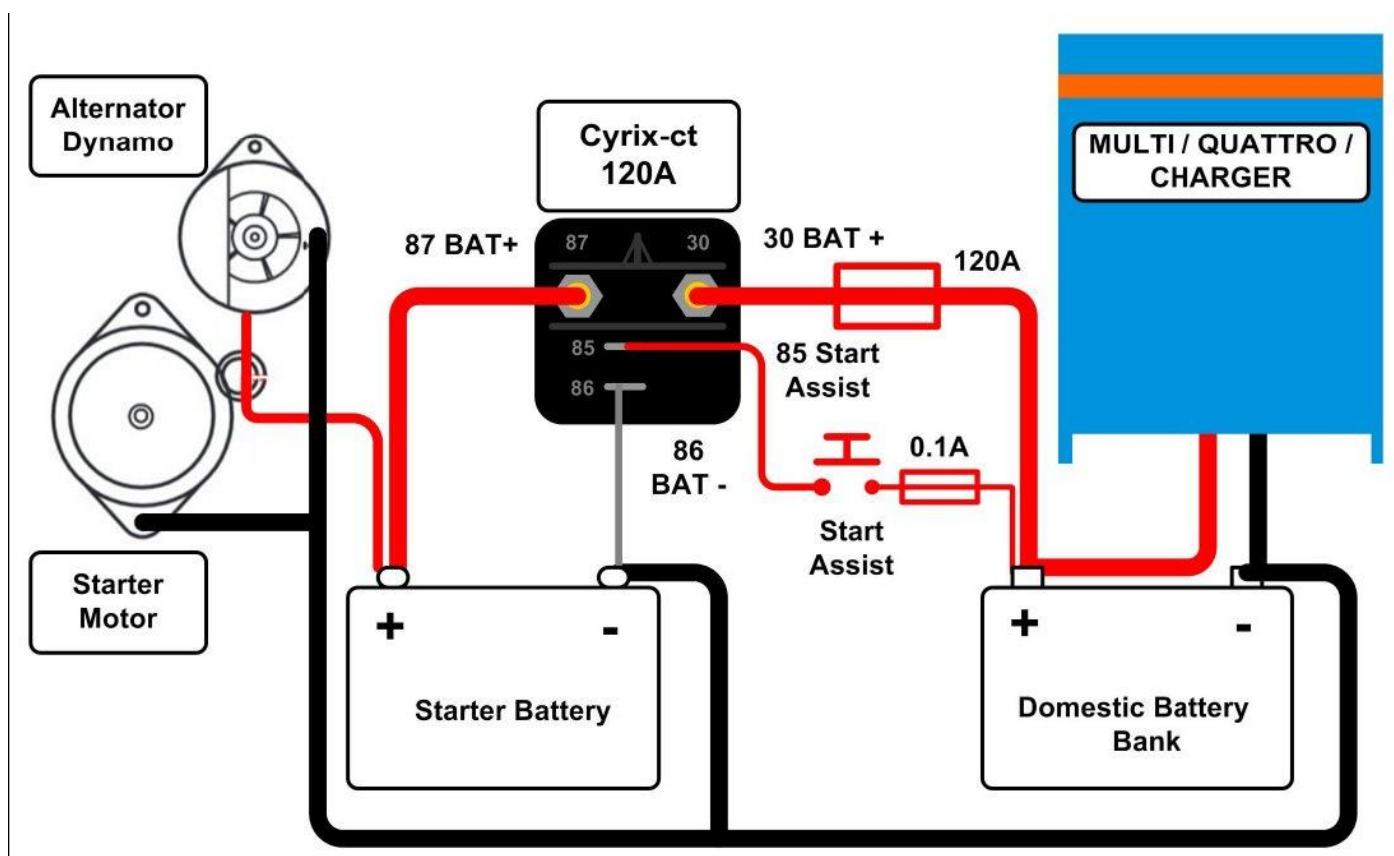 Alternator
Dynamo
Cyrix-ct
120A
MULTI / QUATTRO /
CHARGER
87 BAT+
87
30
30 BAT +
120A
85
86
85 Start
Assist
86
BAT -
0.1A
Start
Assist
Starter
Motor
+
-
Starter Battery
+
-
Domestic Battery
Bank